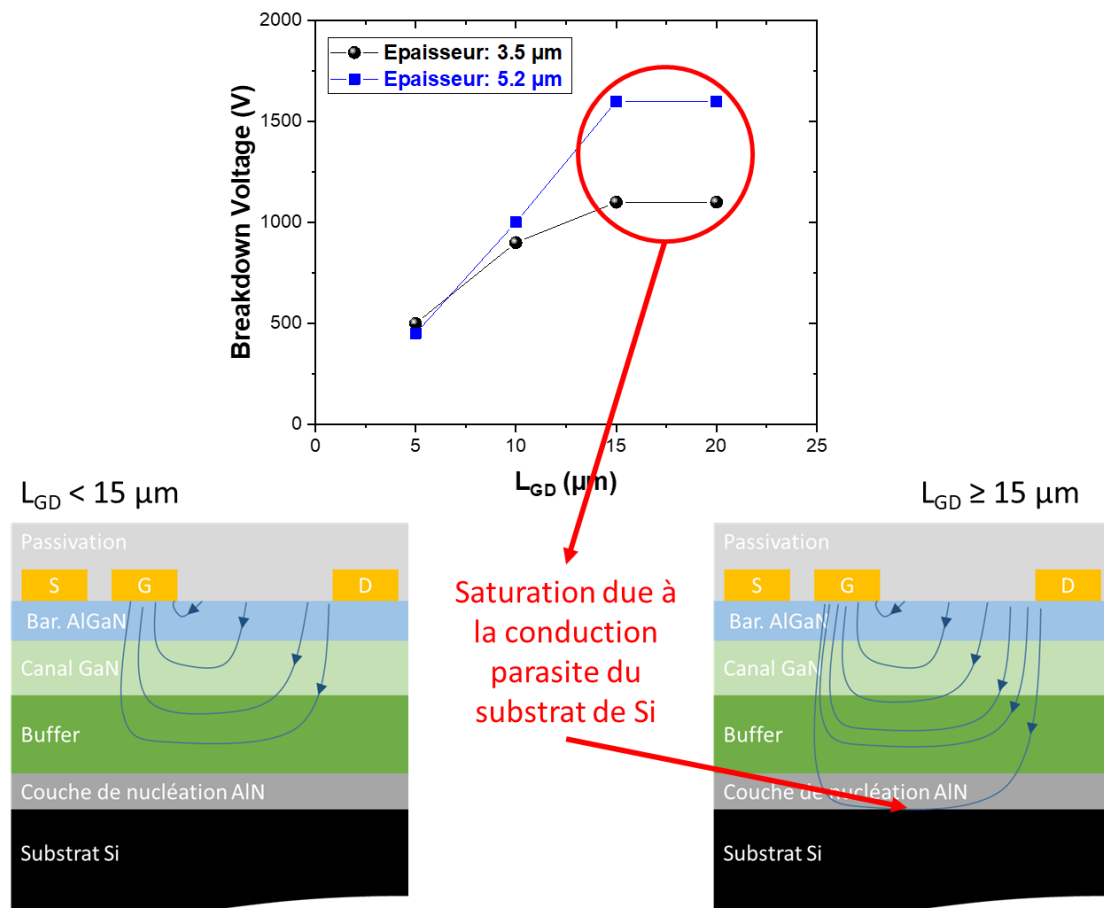 2000
1500
1000
500
0
Breakdown Voltage (V)
Epaisseur: 3.5 µm
Epaisseur: 5.2 µm
0 5 10 15 20 25
L_GD (µm)
L_GD < 15 µm
Passivation
S G D
Bar. AlGaN
Canal GaN
Buffer
Couche de nucléation AlN
Substrat Si
Saturation due à
la conduction
parasite du
substrat de Si
L_GD ≥ 15 µm
Passivation
S G D
Bar. AlGaN
Canal GaN
Buffer
Couche de nucléation AlN
Substrat Si